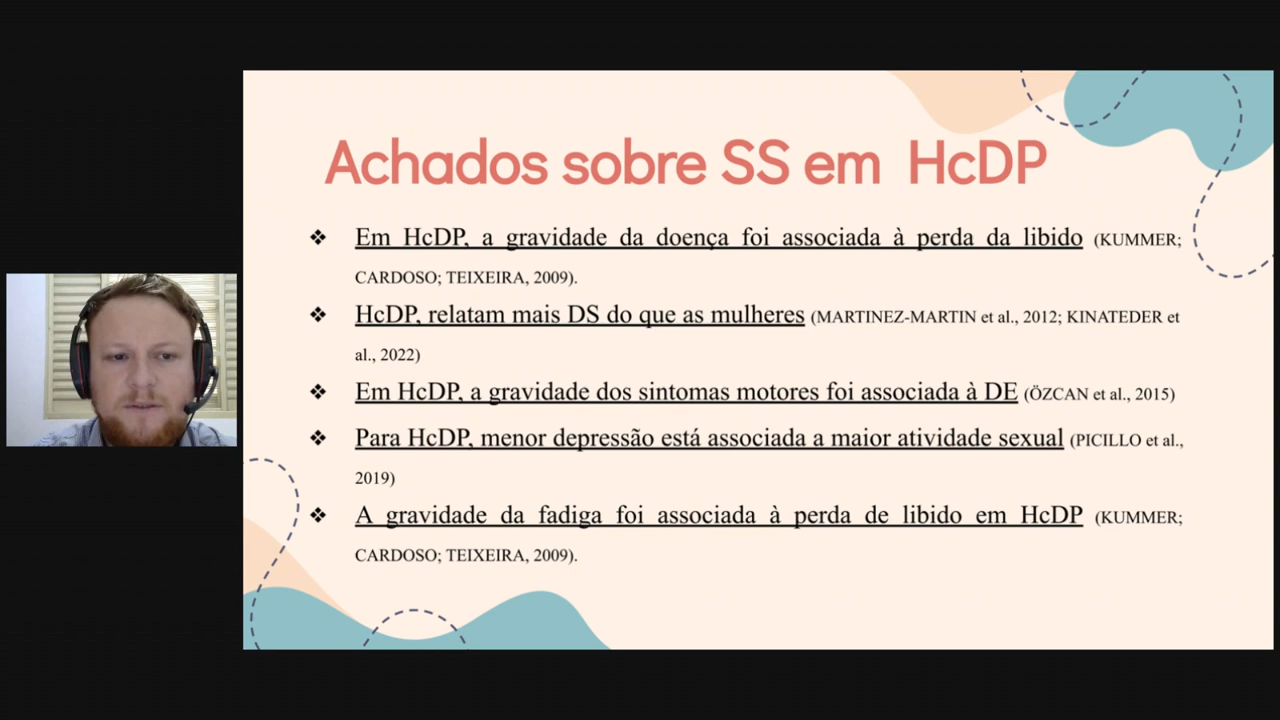 Achados sobre SS em HcDP
❖ Em HcDP, a gravidade da doença foi associada à perda da libido (KUMMER;
CARDOSO; TEIXEIRA, 2009).
❖ HcDP, relatam mais DS do que as mulheres (MARTINEZ-MARTIN et al., 2012; KINATEDER et
al., 2022)
❖ Em HcDP, a gravidade dos sintomas motores foi associada à DE (ÖZCAN et al., 2015)
❖ Para HcDP, menor depressão está associada a maior atividade sexual (PICILLO et al.,
2019)
❖ A gravidade da fadiga foi associada à perda de libido em HcDP (KUMMER;
CARDOSO; TEIXEIRA, 2009).